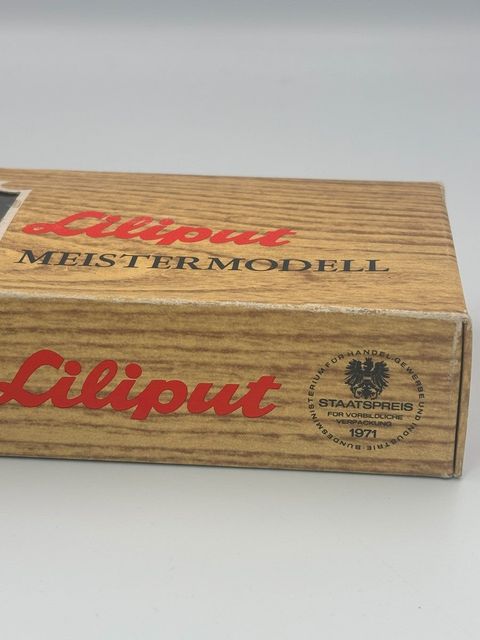 Liliput
MEISTERMODELL
Liliput
BUNDESMINISTERIUM FÜR HANDEL, GEWERBE UND INDUSTRIE
STAATSPREIS
FÜR VORBILDLICHE
VERPACKUNG
1971